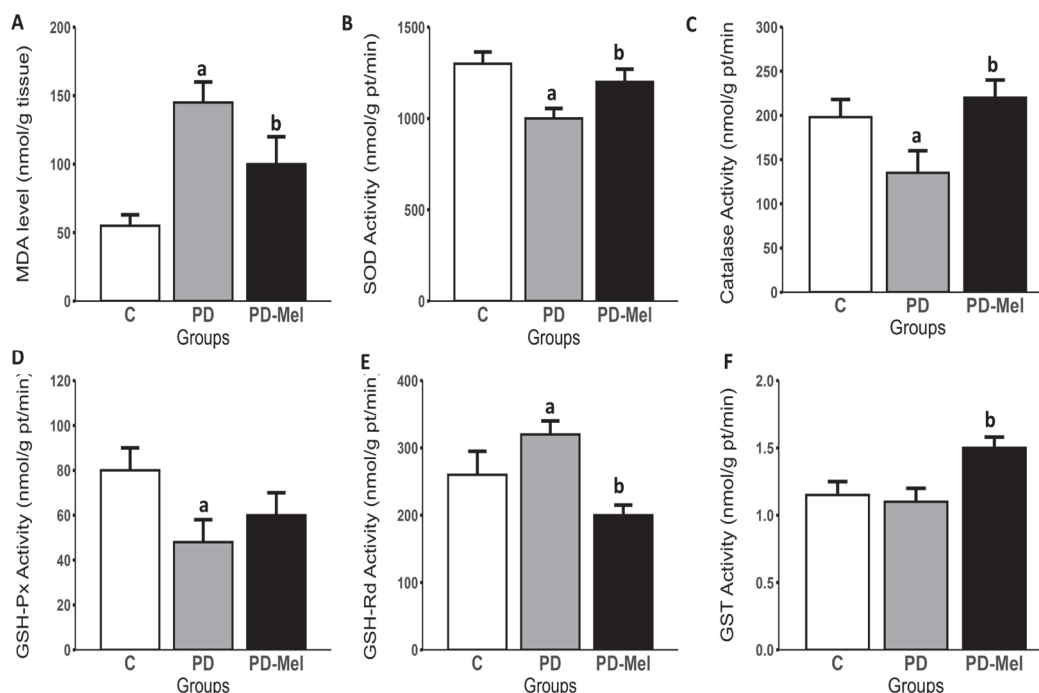 A
MDA level (nmol/g tissue)
200
150
100
50
0
a
b
C PD PD-Mel
Groups
B
SOD Activity (nmol/g pt/min)
1500
1000
500
0
a
b
C PD PD-Mel
Groups
C
Catalase Activity (nmol/g pt/min
300
250
200
150
100
50
0
a
b
C PD PD-Mel
Groups
D
GSH-Px Activity (nmol/g pt/min)
120
100
80
60
40
20
0
a
C PD PD-Mel
Groups
E
GSH-Rd Activity (nmol/g pt/min)
400
300
200
100
0
a
b
C PD PD-Mel
Groups
F
GST Activity (nmol/g pt/min)
2.0
1.5
1.0
0.5
0.0
b
C PD PD-Mel
Groups